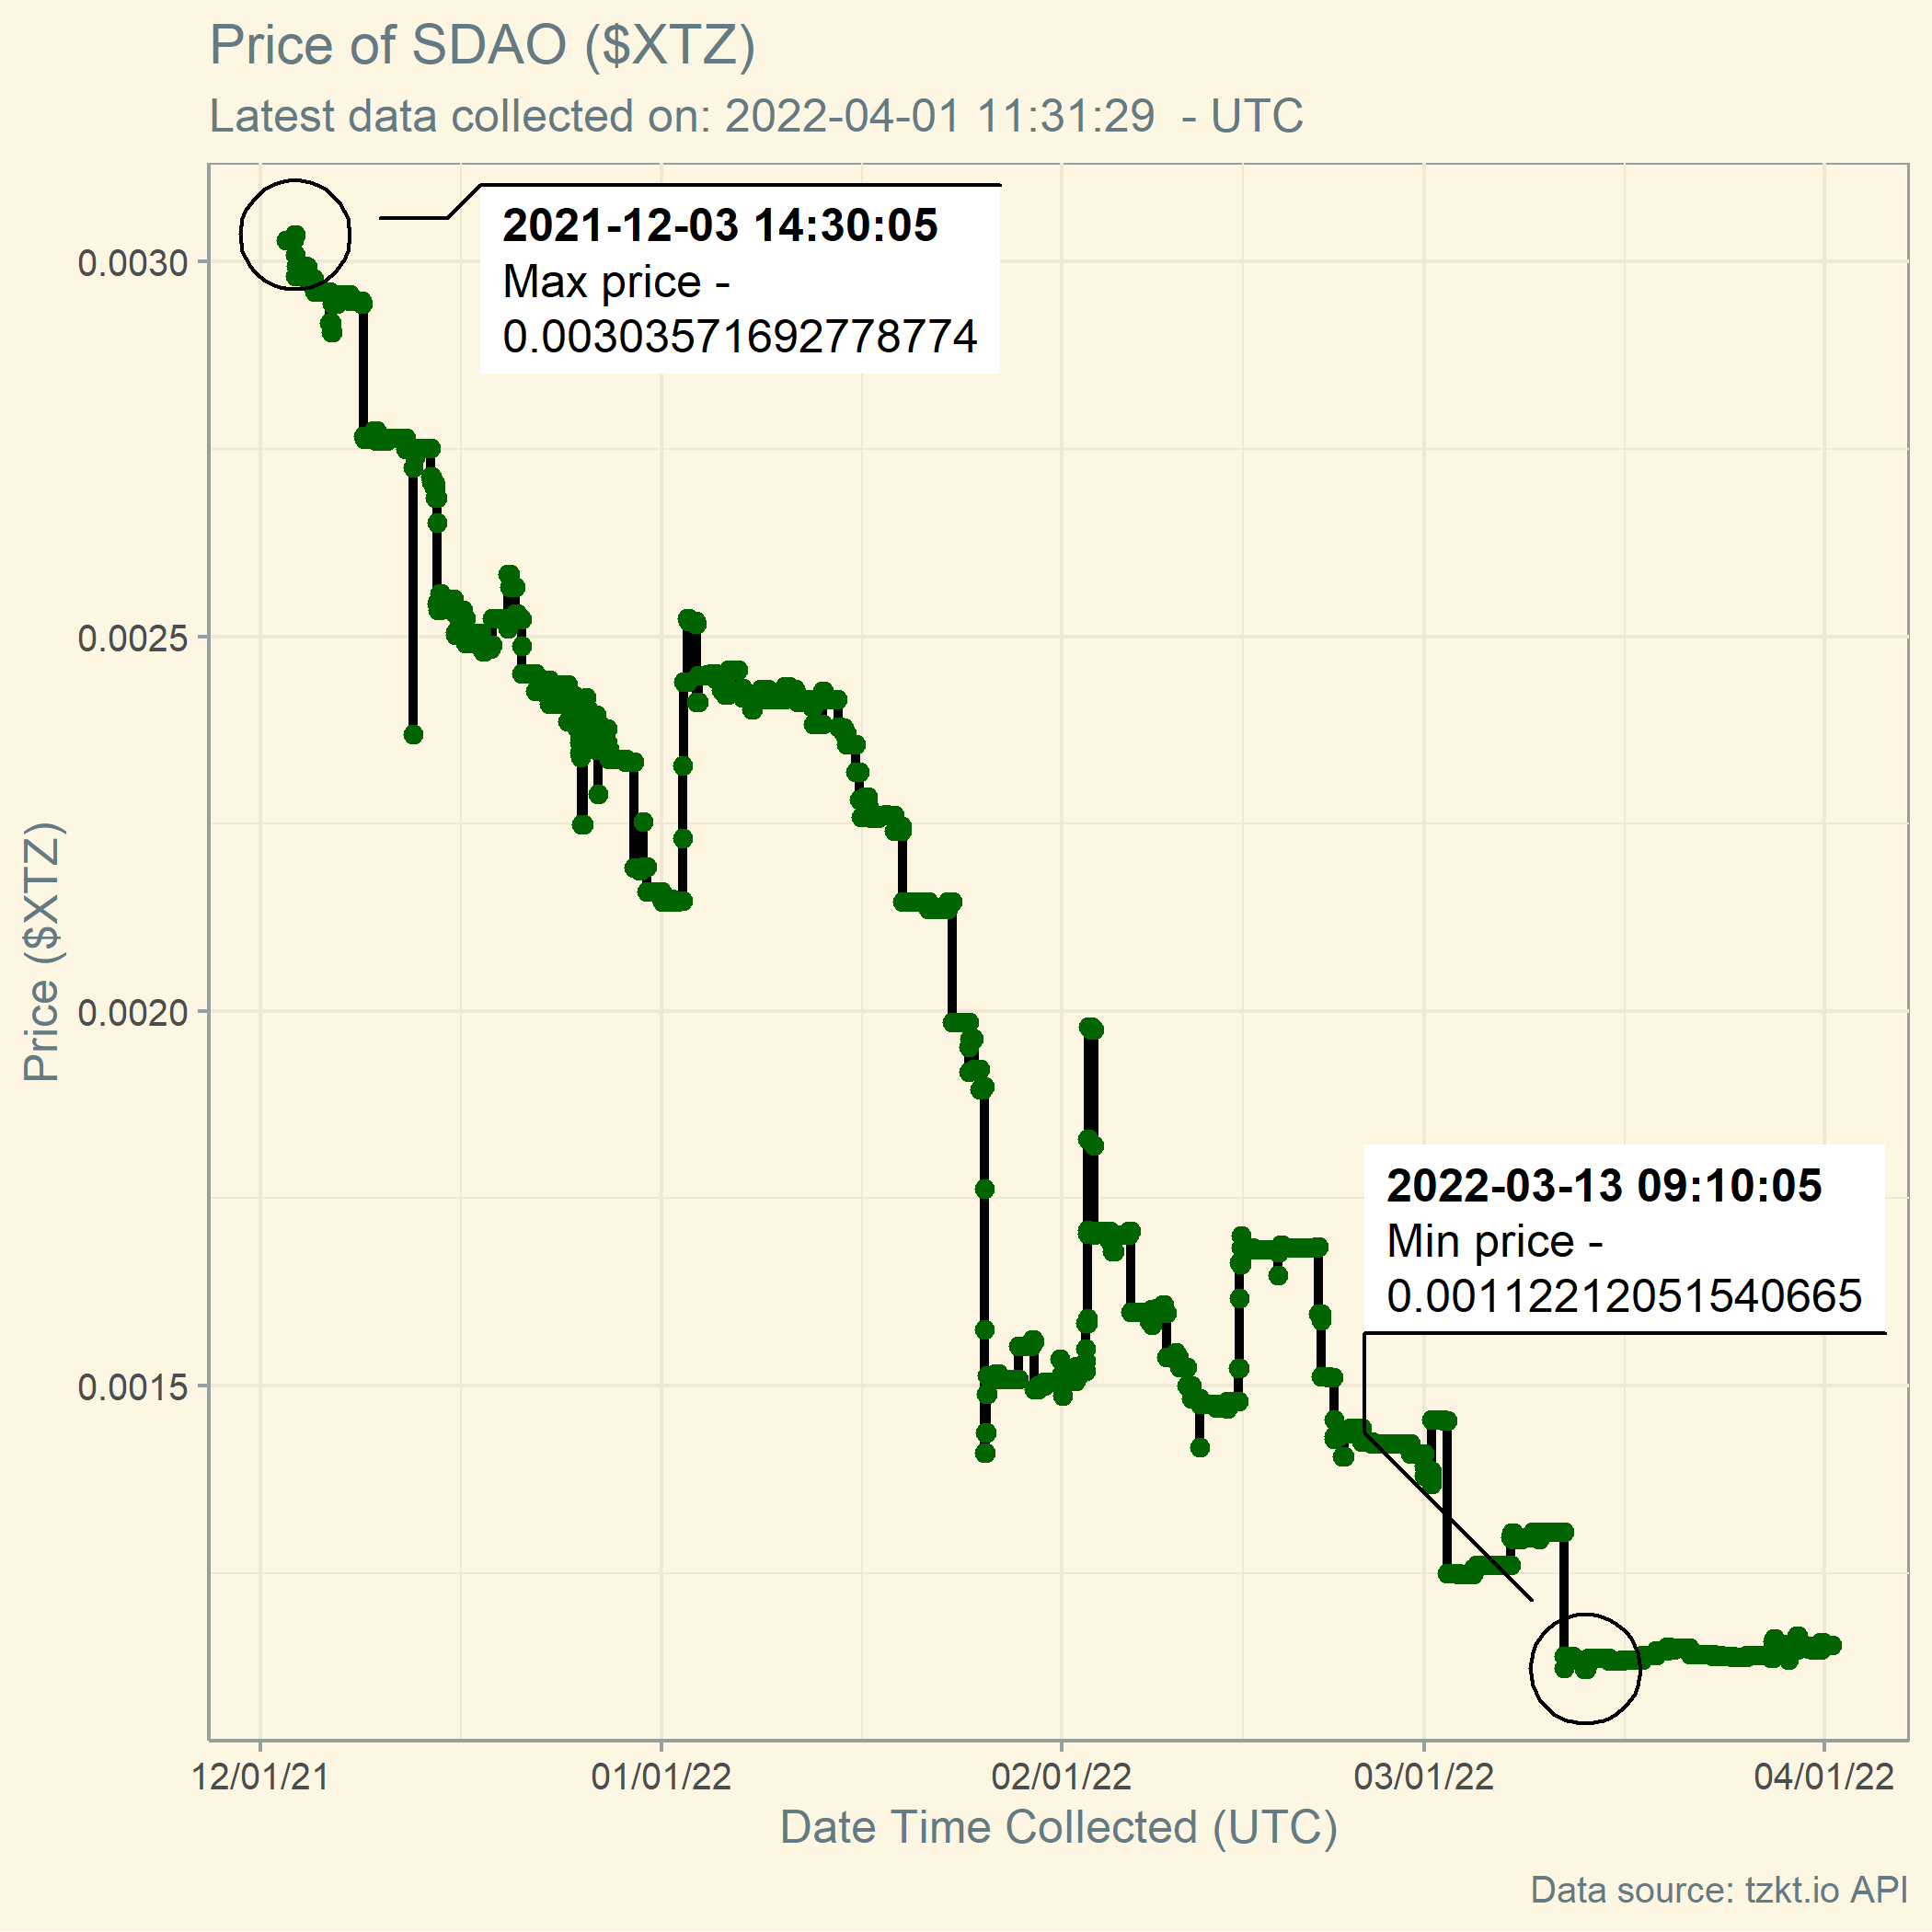 Price of SDAO ($XTZ)
Latest data collected on: 2022-04-01 11:31:29  - UTC
2021-12-03 14:30:05
Max price -
0.00303571692778774
0.0030
0.0025
Price ($XTZ)
0.0020
2022-03-13 09:10:05
Min price -
0.00112212051540665
0.0015
12/01/21
01/01/22
02/01/22
03/01/22
04/01/22
Date Time Collected (UTC)
Data source: tzkt.io API